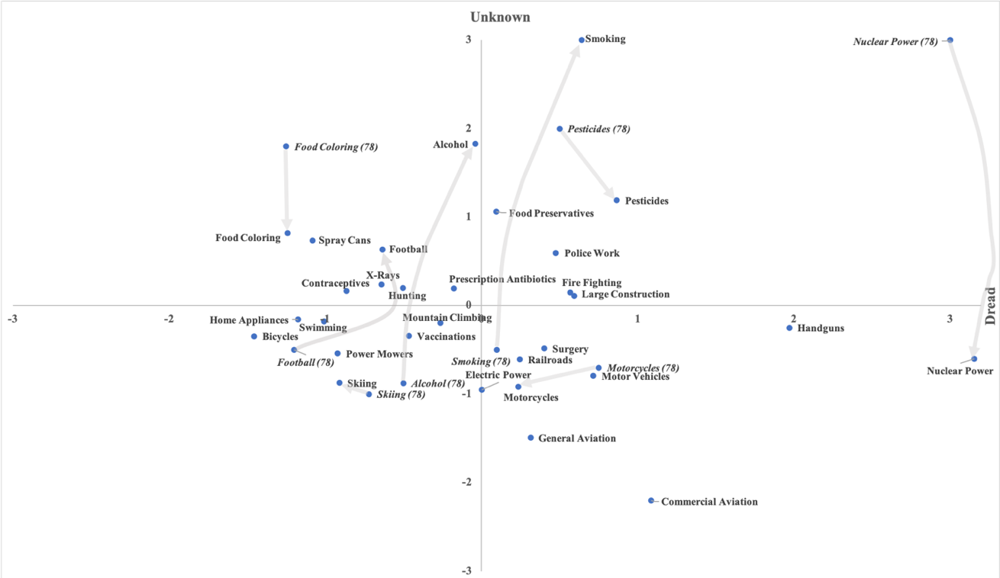 Unknown
3
Smoking
Nuclear Power (78)
2
Pesticides (78)
Alcohol
Food Coloring (78)
Pesticides
1
Food Preservatives
Food Coloring
Spray Cans
Football
Police Work
X-Rays
Prescription Antibiotics
Contraceptives
Fire Fighting
Hunting
Large Construction
0
Dread
-3
-2
-1
0
1
2
3
Home Appliances
Mountain Climbing
Swimming
Handguns
Bicycles
Vaccinations
Power Mowers
Surgery
Football (78)
Smoking (78)
Railroads
Motorcycles (78)
Nuclear Power
Electric Power
Motor Vehicles
Skiing
Alcohol (78)
Skiing (78)
-1
Motorcycles
General Aviation
-2
Commercial Aviation
-3